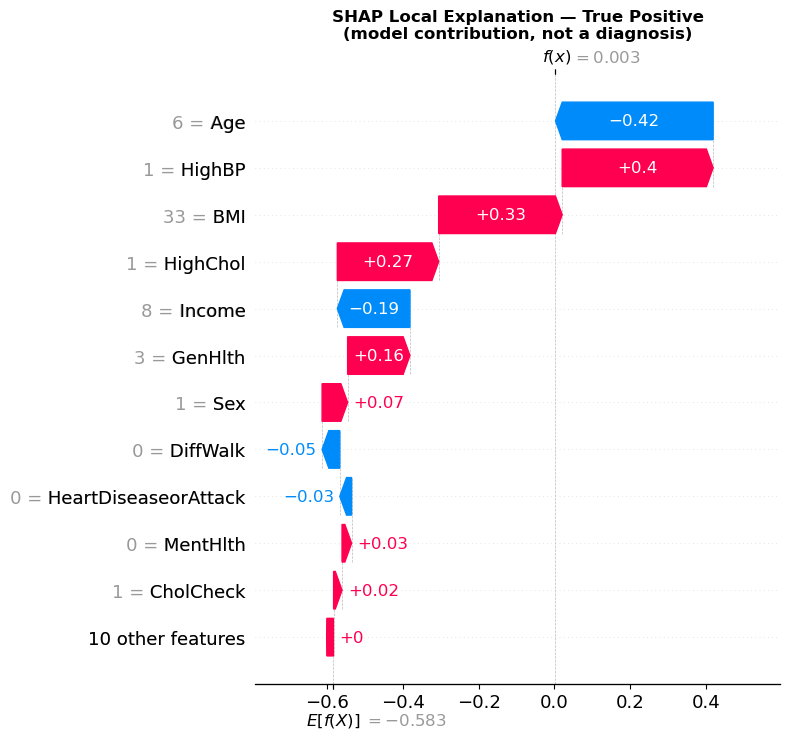 SHAP Local Explanation — True Positive
(model contribution, not a diagnosis)
f(x) = 0.003
6 = Age −0.42
1 = HighBP +0.4
33 = BMI +0.33
1 = HighChol +0.27
8 = Income −0.19
3 = GenHlth +0.16
1 = Sex +0.07
0 = DiffWalk −0.05
0 = HeartDiseaseorAttack −0.03
0 = MentHlth +0.03
1 = CholCheck +0.02
10 other features +0
−0.6 −0.4 −0.2 0.0 0.2 0.4
E[f(X)] = −0.583